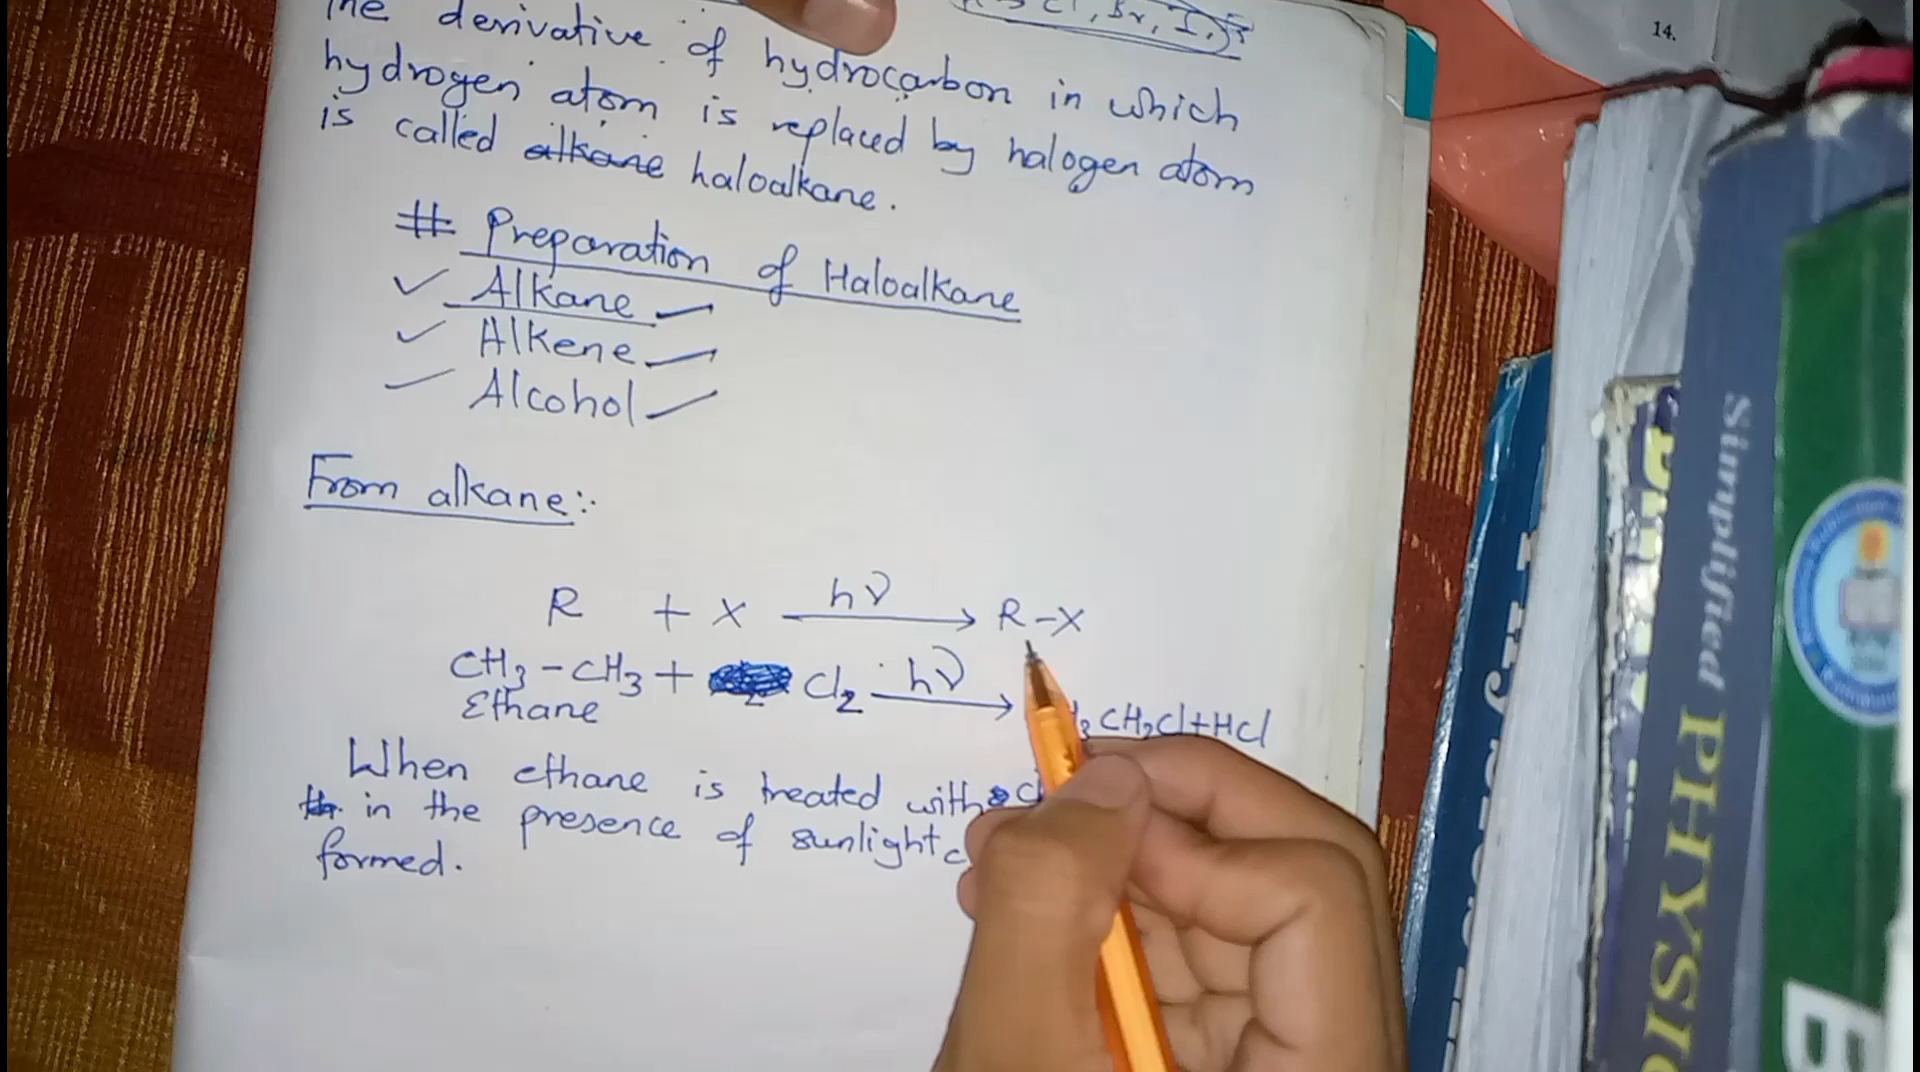 The derivative of hydrocarbon in which
hydrogen atom is replaced by halogen atom
is called alkane haloalkane.
# Preparation of Haloalkane
✓ Alkane
✓ Alkene
Alcohol
From alkane:-
R + X hν → R-X
CH₃-CH₃ + Cl₂ hν → CH₂Cl+HCl
Ethane
When ethane is treated with
in the presence of sunlight
formed.
14.
Simplified PHYSIC